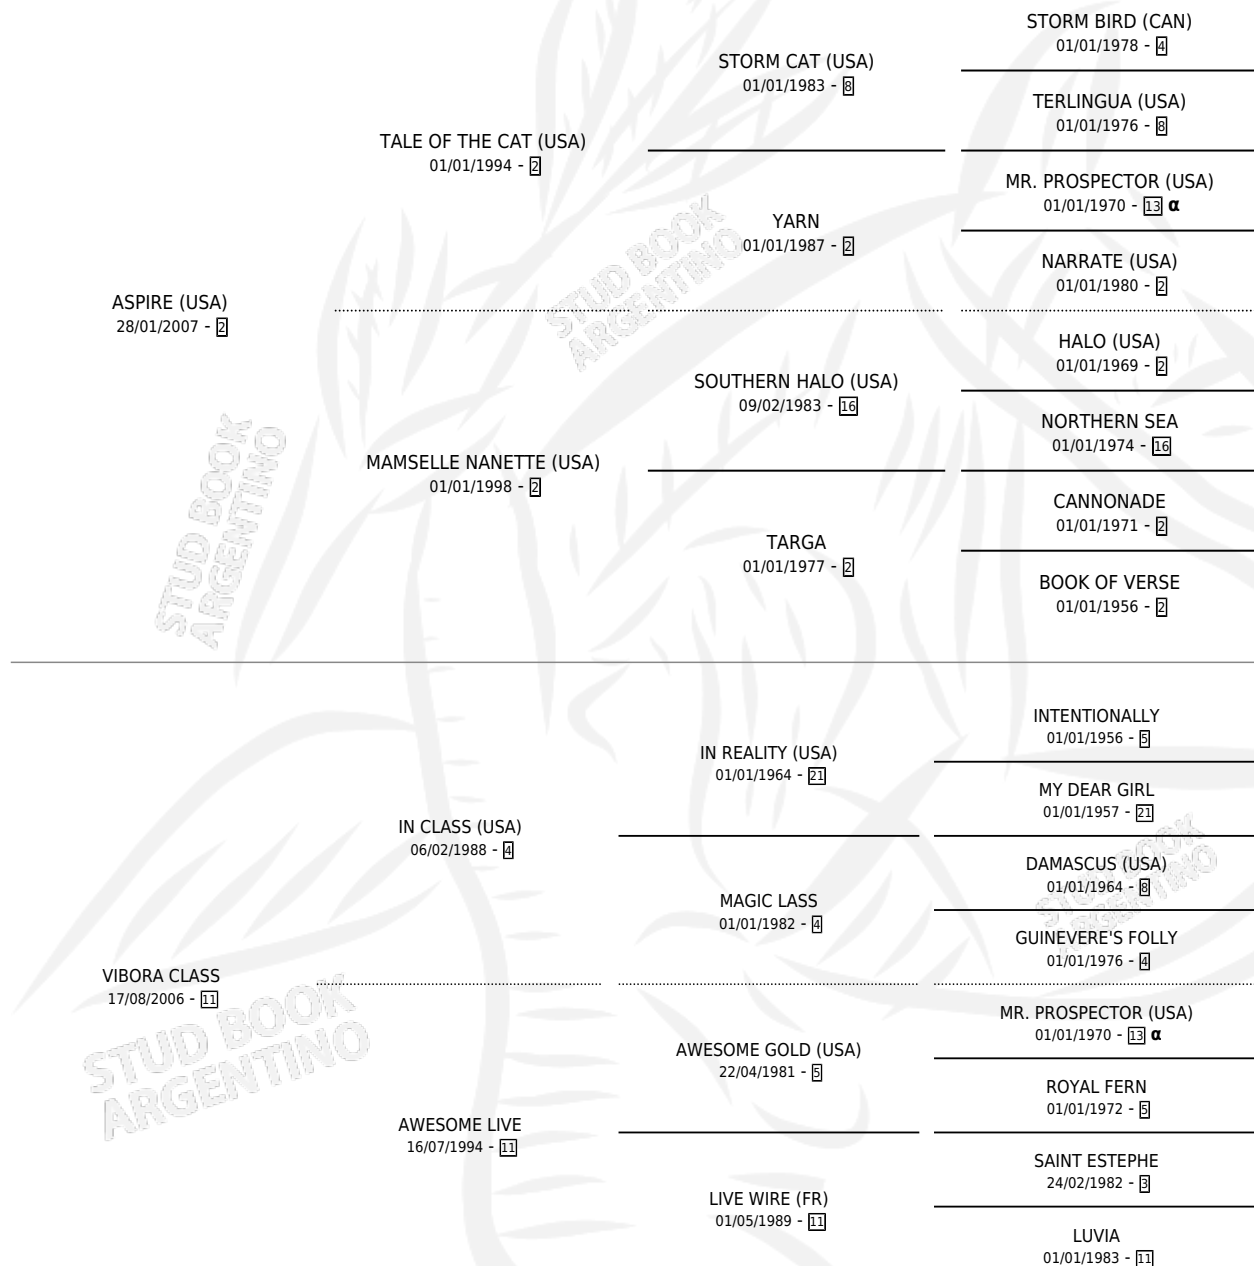 STORM BIRD (CAN)
01/01/1978 - 4
STORM CAT (USA)
01/01/1983 - 8
TERLINGUA (USA)
01/01/1976 - 8
TALE OF THE CAT (USA)
01/01/1994 - 2
MR. PROSPECTOR (USA)
01/01/1970 - 13 α
YARN
01/01/1987 - 2
NARRATE (USA)
01/01/1980 - 2
ASPIRE (USA)
28/01/2007 - 2
HALO (USA)
01/01/1969 - 2
SOUTHERN HALO (USA)
09/02/1983 - 16
NORTHERN SEA
01/01/1974 - 16
MAMSELLE NANETTE (USA)
01/01/1998 - 2
CANNONADE
01/01/1971 - 2
TARGA
01/01/1977 - 2
BOOK OF VERSE
01/01/1956 - 2
INTENTIONALLY
01/01/1956 - 5
IN REALITY (USA)
01/01/1964 - 21
MY DEAR GIRL
01/01/1957 - 21
IN CLASS (USA)
06/02/1988 - 4
DAMASCUS (USA)
01/01/1964 - 8
MAGIC LASS
01/01/1982 - 4
GUINEVERE'S FOLLY
01/01/1976 - 4
VIBORA CLASS
17/08/2006 - 11
MR. PROSPECTOR (USA)
01/01/1970 - 13 α
AWESOME GOLD (USA)
22/04/1981 - 5
ROYAL FERN
01/01/1972 - 5
AWESOME LIVE
16/07/1994 - 11
SAINT ESTEPHE
24/02/1982 - 3
LIVE WIRE (FR)
01/05/1989 - 11
LUVIA
01/01/1983 - 11
STUD BOOK
ARGENTINO
STUD BOOK
ARGENTINO
STUD BOOK
ARGENTINO
STUD BOOK
ARGENTINO